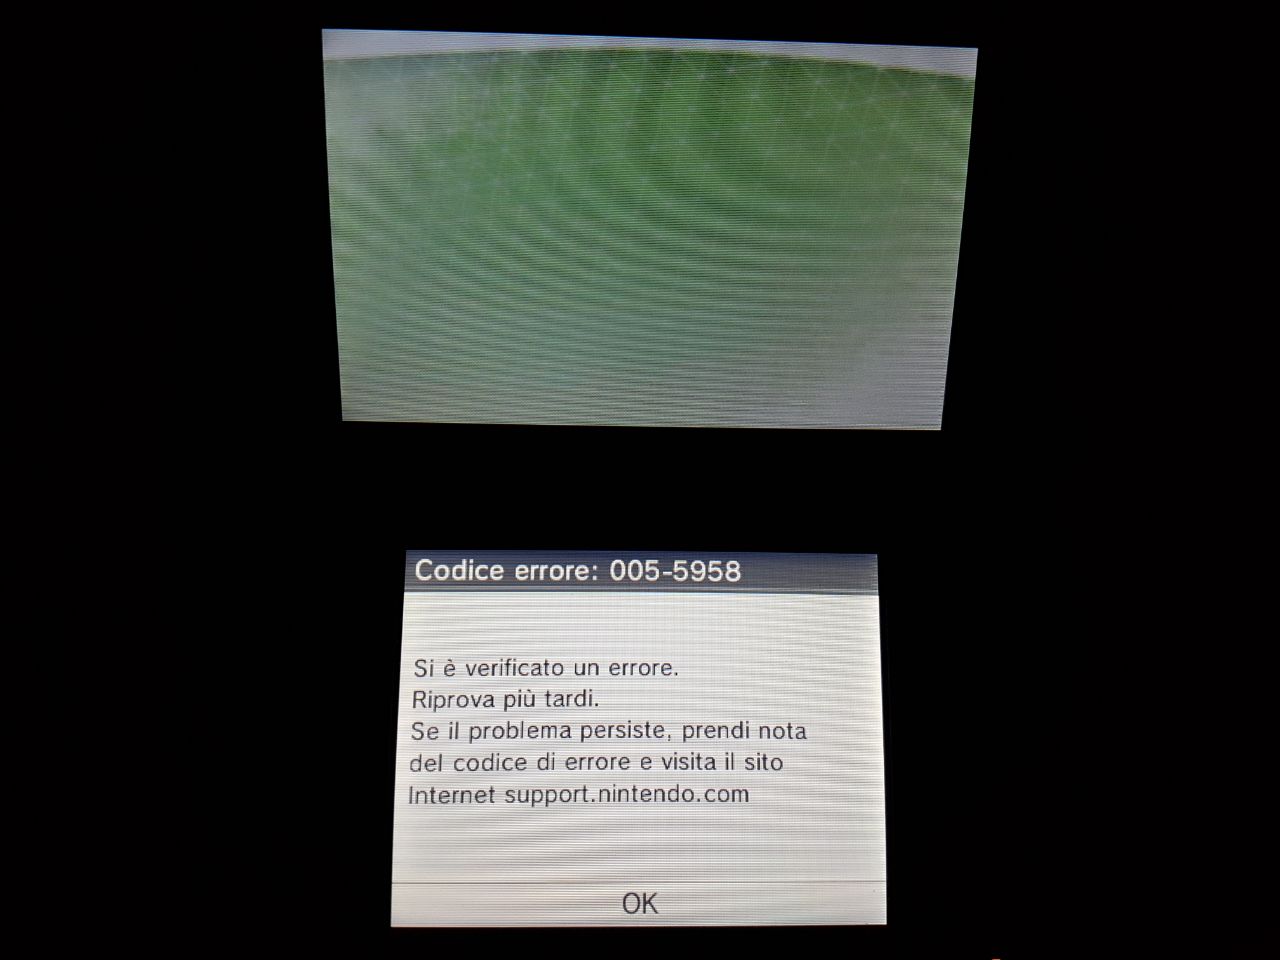 Codice errore: 005-5958
Si è verificato un errore.
Riprova più tardi.
Se il problema persiste, prendi nota
del codice di errore e visita il sito
Internet support.nintendo.com
OK